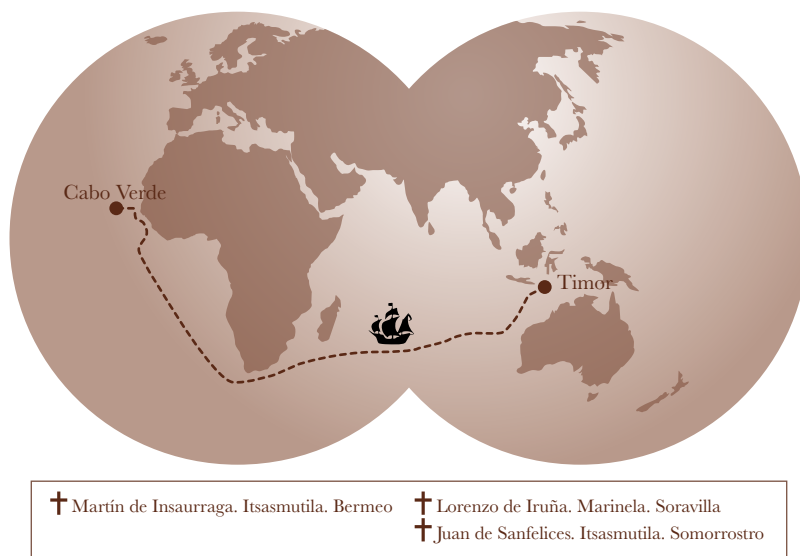 Cabo Verde
Timor
Martín de Insaurraga. Itsasmutila. Bermeo
Lorenzo de Iruña. Marinela. Soravilla
Juan de Sanfelices. Itsasmutila. Somorrostro